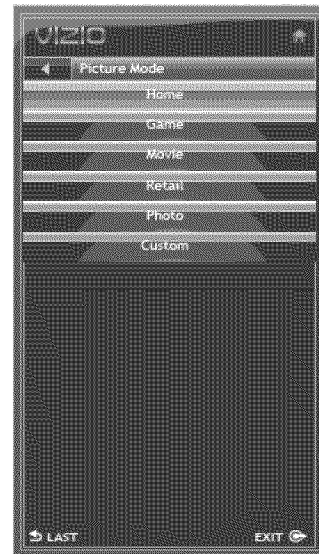 VIZIO
Picture Mode
Home
Game
Movie
Retail
Photo
Custom
LAST EXIT